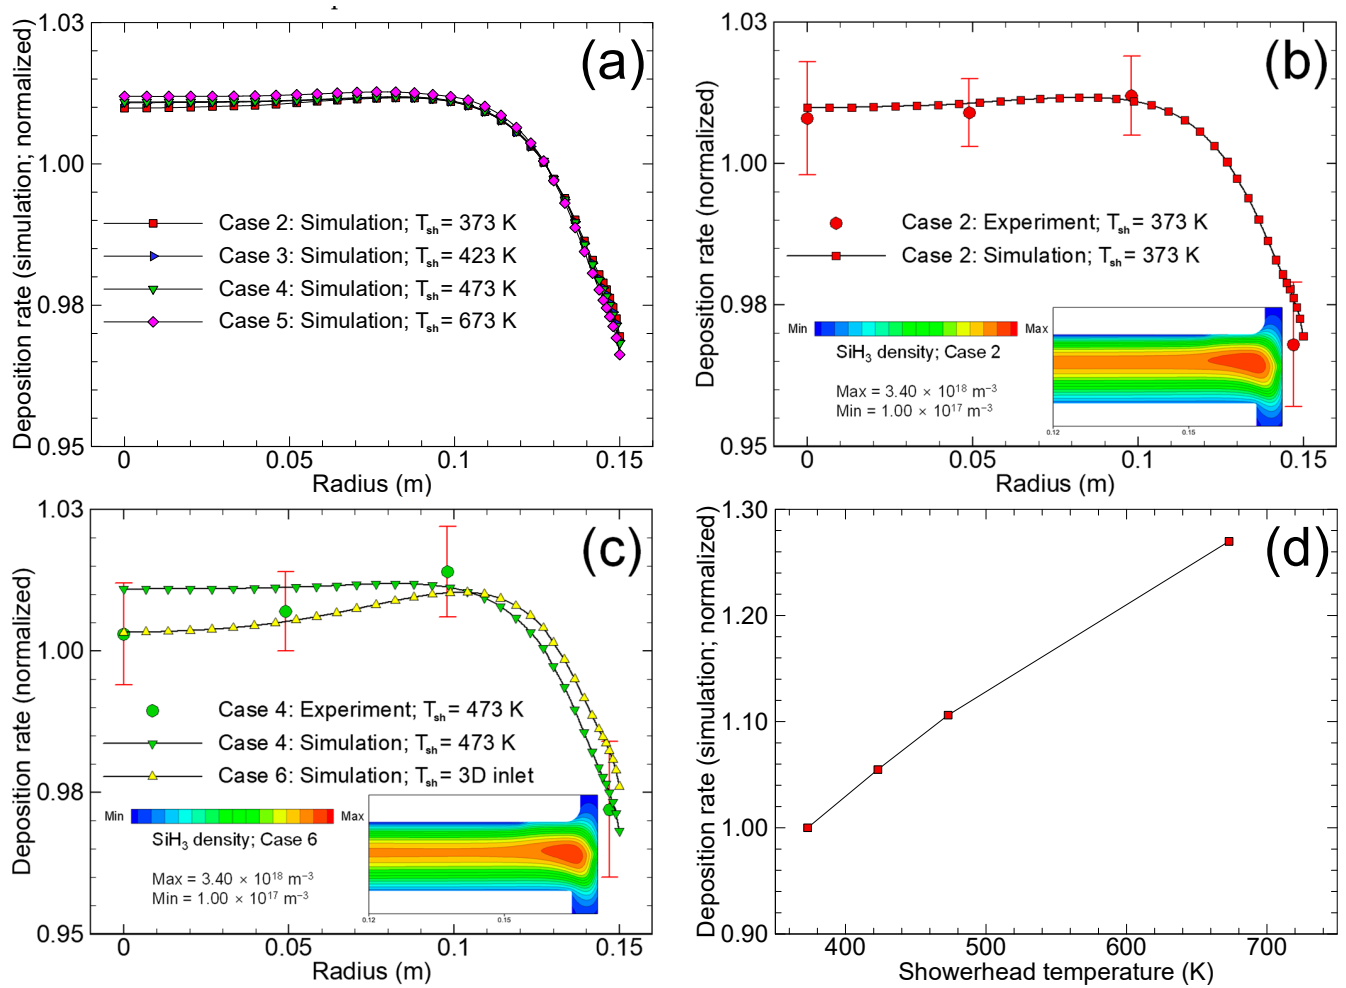 1.03
1.00
0.98
0.95
Deposition rate (simulation; normalized)
(a)
Case 2: Simulation; Tsh = 373 K
Case 3: Simulation; Tsh = 423 K
Case 4: Simulation; Tsh = 473 K
Case 5: Simulation; Tsh = 673 K
0 0.05 0.1 0.15
Radius (m)
1.03
1.00
0.98
0.95
Deposition rate (normalized)
(b)
Case 2: Experiment; Tsh = 373 K
Case 2: Simulation; Tsh = 373 K
Min Max
SiH3 density; Case 2
Max = 3.40 × 10^18 m^−3
Min = 1.00 × 10^17 m^−3
0.12 0.15
0 0.05 0.1 0.15
Radius (m)
1.03
1.00
0.98
0.95
Deposition rate (normalized)
(c)
Case 4: Experiment; Tsh = 473 K
Case 4: Simulation; Tsh = 473 K
Case 6: Simulation; Tsh = 3D inlet
Min Max
SiH3 density; Case 6
Max = 3.40 × 10^18 m^−3
Min = 1.00 × 10^17 m^−3
0.12 0.15
0 0.05 0.1 0.15
Radius (m)
1.30
1.20
1.10
1.00
0.90
Deposition rate (simulation; normalized)
(d)
400 500 600 700
Showerhead temperature (K)